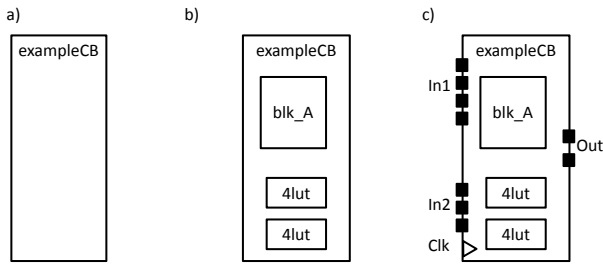 a)
b)
c)
exampleCB
exampleCB
exampleCB
In1
blk_A
blk_A
Out
4lut
4lut
In2
4lut
4lut
Clk